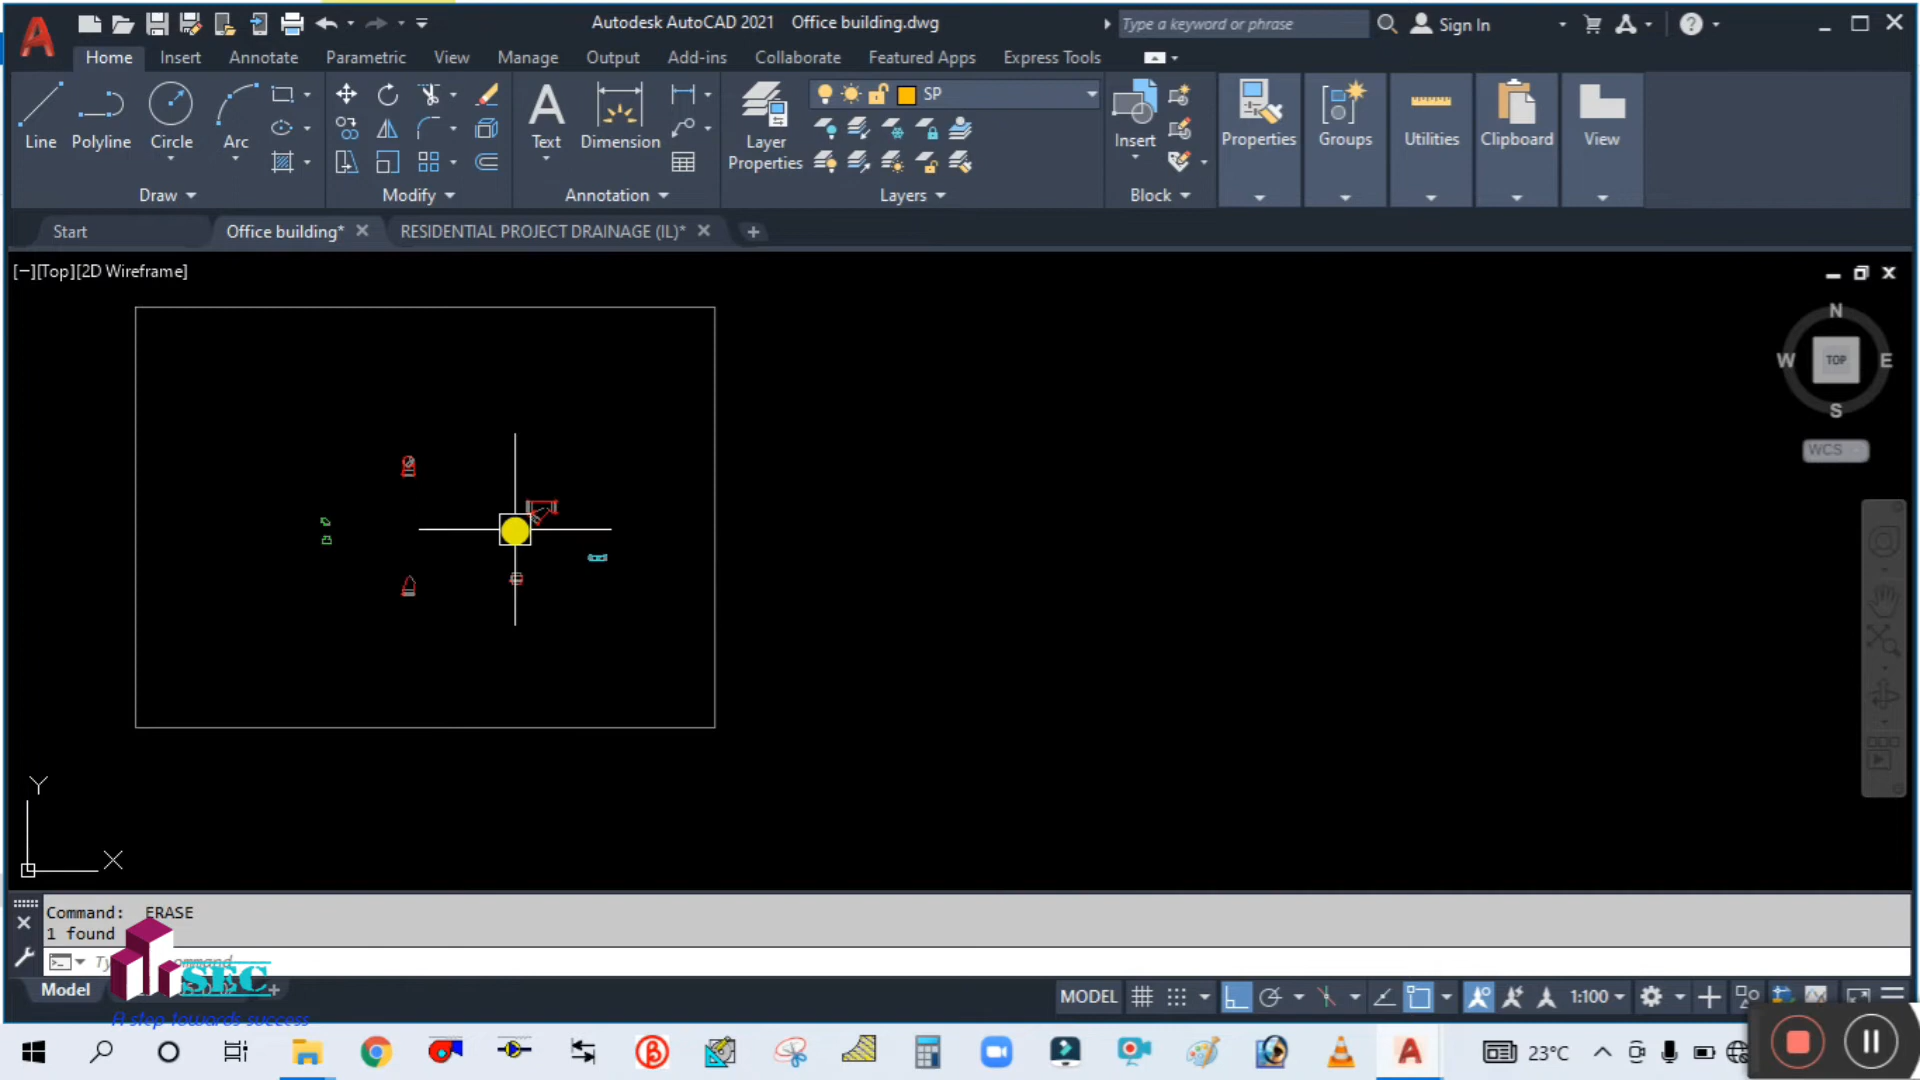 Autodesk AutoCAD 2021 Office building.dwg
Type a keyword or phrase
Sign In
Home Insert Annotate Parametric View Manage Output Add-ins Collaborate Featured Apps Express Tools
SP
Line Polyline Circle Arc
Text Dimension
Layer Properties
Insert
Properties Groups Utilities Clipboard View
Draw Modify Annotation Layers Block
Start Office building* RESIDENTIAL PROJECT DRAINAGE (IL)*
[−][Top][2D Wireframe]
N
W TOP E
S
WCS
Y
X
Command: _ERASE
1 found
SEC
Model
MODEL 1:100
A step towards success
23°C